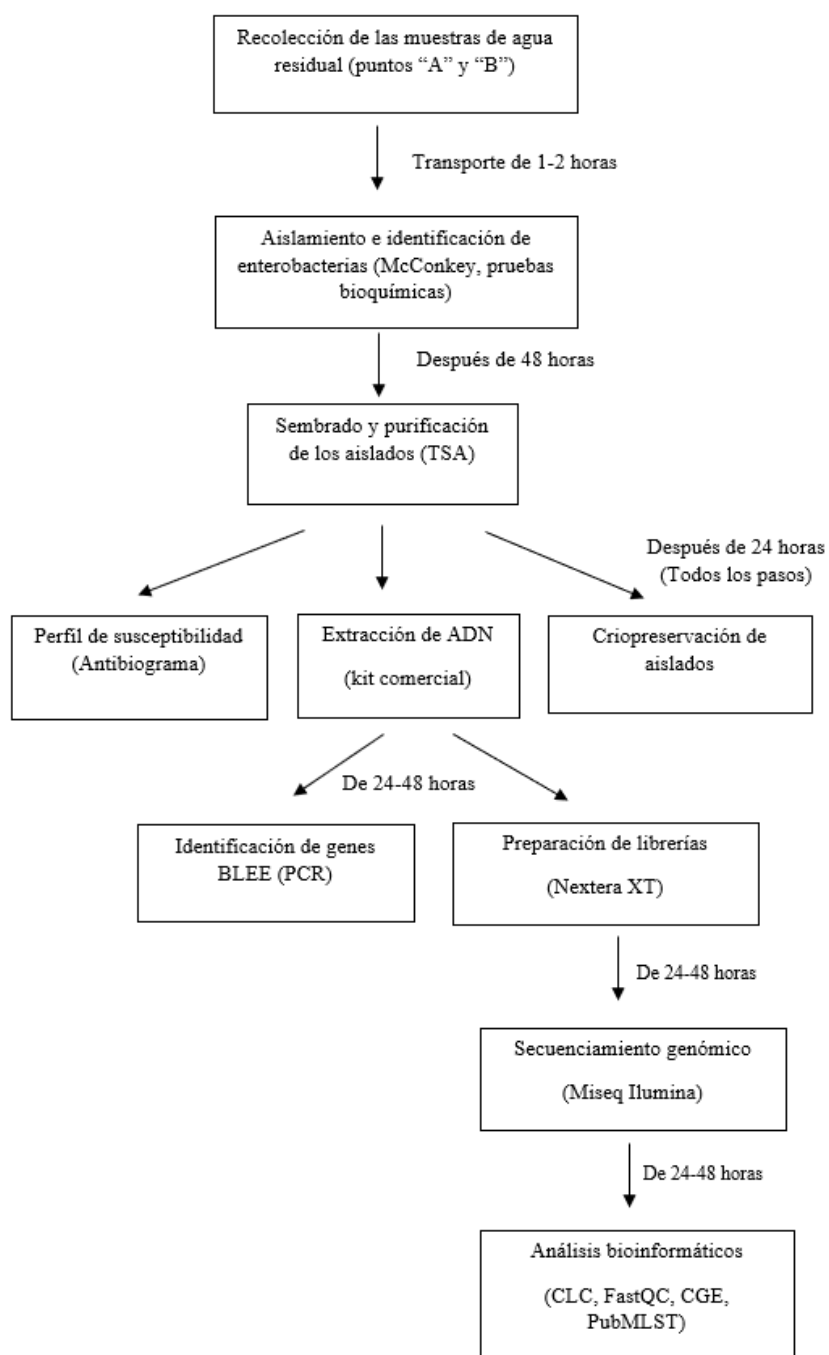 Recolección de las muestras de agua
residual (puntos “A” y “B”)
Transporte de 1-2 horas
Aislamiento e identificación de
enterobacterias (McConkey, pruebas
bioquímicas)
Después de 48 horas
Sembrado y purificación
de los aislados (TSA)
Después de 24 horas
(Todos los pasos)
Perfil de susceptibilidad
(Antibiograma)
Extracción de ADN
(kit comercial)
Criopreservación de
aislados
De 24-48 horas
Identificación de genes
BLEE (PCR)
Preparación de librerías
(Nextera XT)
De 24-48 horas
Secuenciamiento genómico
(Miseq Ilumina)
De 24-48 horas
Análisis bioinformáticos
(CLC, FastQC, CGE,
PubMLST)